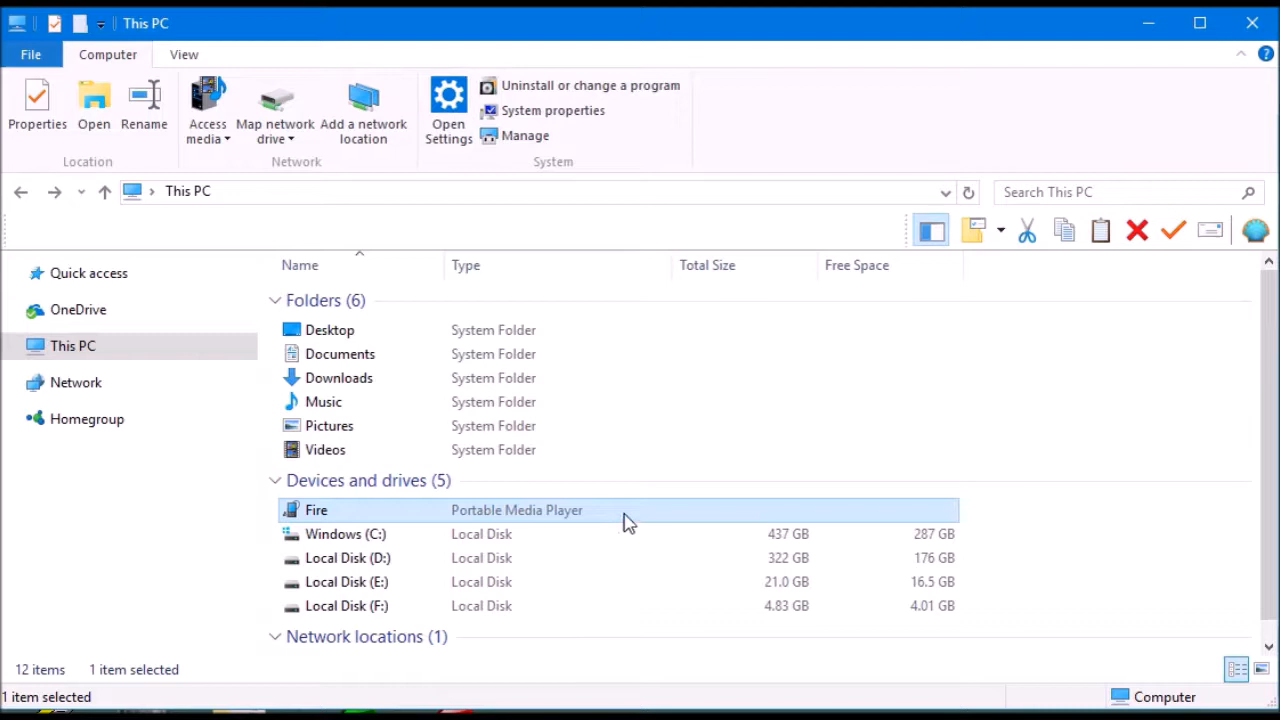 This PC
File Computer View
Properties Open Rename Access media Map network drive Add a network location Open Settings Uninstall or change a program
System properties
Manage
Location Network System
This PC Search This PC
Name Type Total Size Free Space
Quick access
OneDrive
This PC
Network
Homegroup
Folders (6)
Desktop System Folder
Documents System Folder
Downloads System Folder
Music System Folder
Pictures System Folder
Videos System Folder
Devices and drives (5)
Fire Portable Media Player
Windows (C:) Local Disk 437 GB 287 GB
Local Disk (D:) Local Disk 322 GB 176 GB
Local Disk (E:) Local Disk 21.0 GB 16.5 GB
Local Disk (F:) Local Disk 4.83 GB 4.01 GB
Network locations (1)
12 items 1 item selected
1 item selected Computer